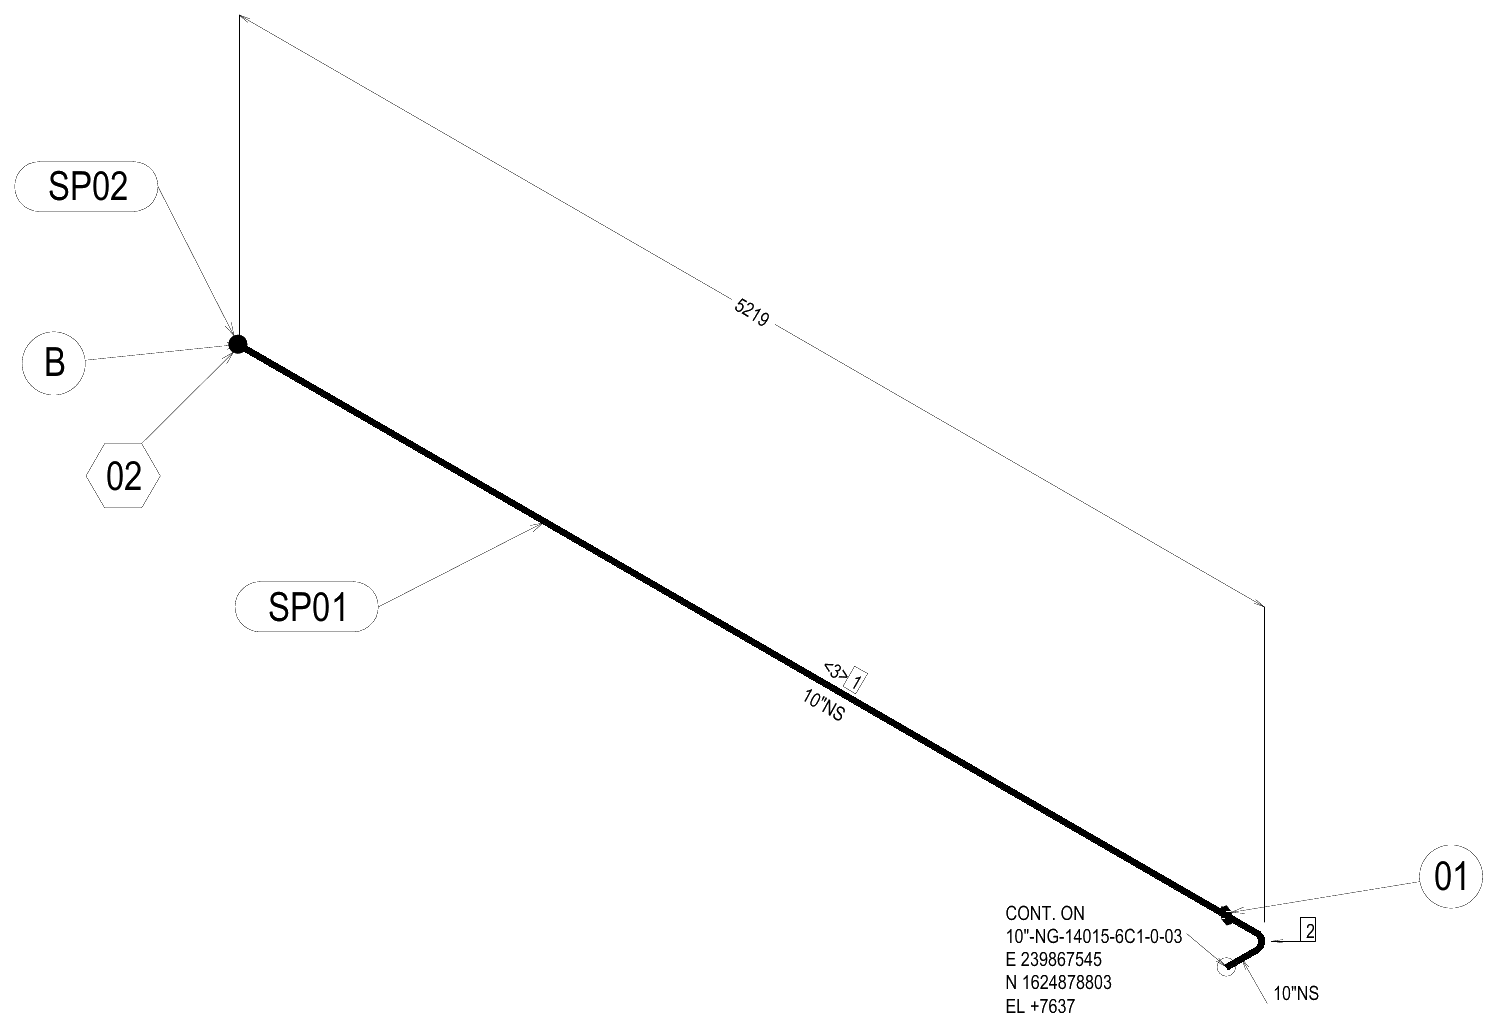 5219
SP02
B
02
SP01
<3> 1
10"NS
01
CONT. ON
10"-NG-14015-6C1-0-03
E 239867545
N 1624878803
EL +7637
2
10"NS